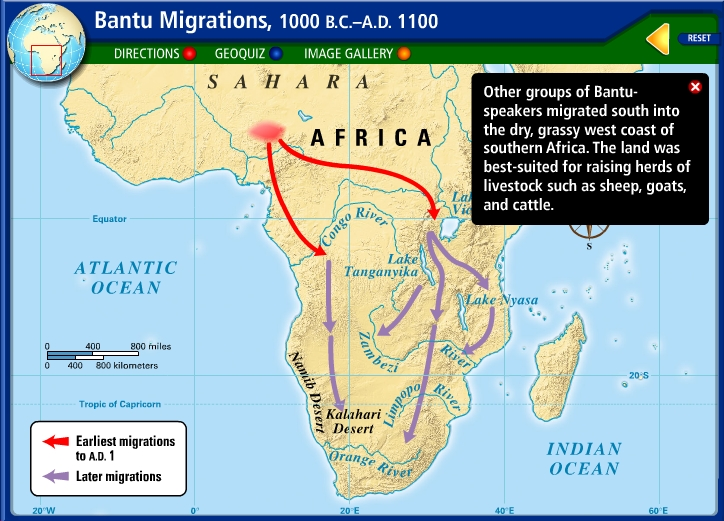 Bantu Migrations, 1000 B.C.–A.D. 1100
DIRECTIONS
GEOQUIZ
IMAGE GALLERY
RESET
SAHARA
AFRICA
Other groups of Bantu-
speakers migrated south into
the dry, grassy west coast of
southern Africa. The land was
best-suited for raising herds of
livestock such as sheep, goats,
and cattle.
Equator
Congo River
S
ATLANTIC
OCEAN
Lake
Tanganyika
Lake Nyasa
0 400 800 miles
0 400 800 kilometers
Zambezi
River
Namib Desert
20°S
Tropic of Capricorn
Limpopo River
Kalahari
Desert
Orange River
INDIAN
OCEAN
Earliest migrations
to A.D. 1
Later migrations
20°W
0°
20°E
40°E
60°E